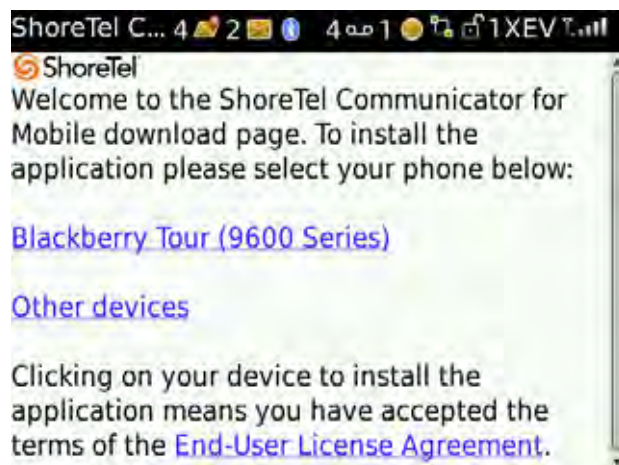 ShoreTel C... 4 2 4 1 1XEV
ShoreTel
Welcome to the ShoreTel Communicator for
Mobile download page. To install the
application please select your phone below:
Blackberry Tour (9600 Series)
Other devices
Clicking on your device to install the
application means you have accepted the
terms of the End-User License Agreement.